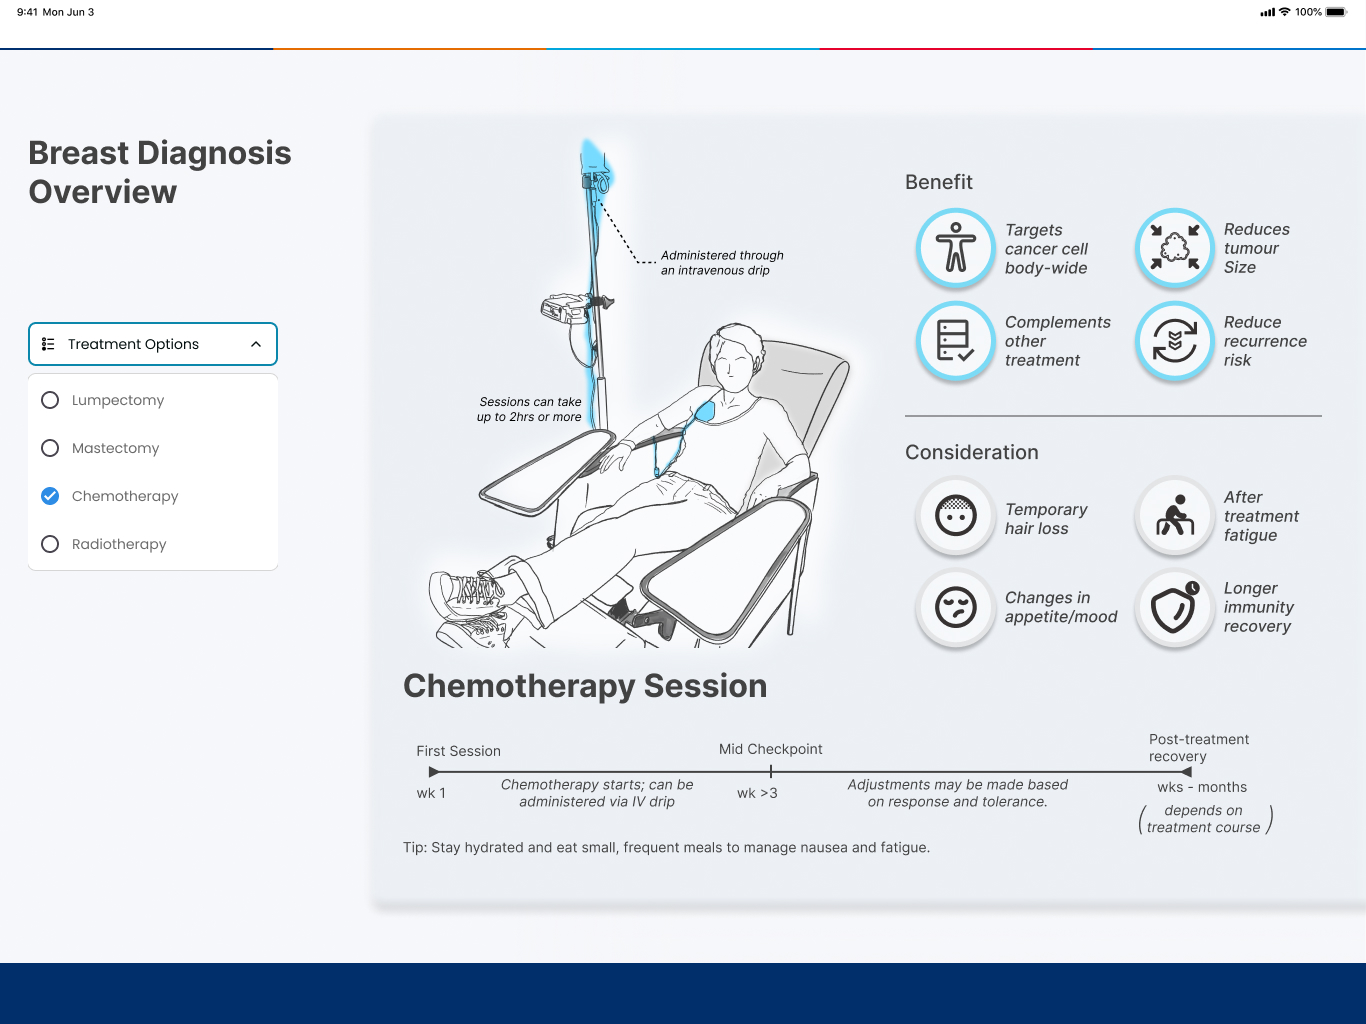 9:41 Mon Jun 3
100%
Breast Diagnosis
Overview
Treatment Options
Lumpectomy
Mastectomy
Chemotherapy
Radiotherapy
Administered through
an intravenous drip
Sessions can take
up to 2hrs or more
Benefit
Targets
cancer cell
body-wide
Reduces
tumour
Size
Complements
other
treatment
Reduce
recurrence
risk
Consideration
Temporary
hair loss
After
treatment
fatigue
Changes in
appetite/mood
Longer
immunity
recovery
Chemotherapy Session
First Session
wk 1
Chemotherapy starts; can be
administered via IV drip
Mid Checkpoint
wk >3
Adjustments may be made based
on response and tolerance.
Post-treatment
recovery
wks - months
( depends on
treatment course )
Tip: Stay hydrated and eat small, frequent meals to manage nausea and fatigue.